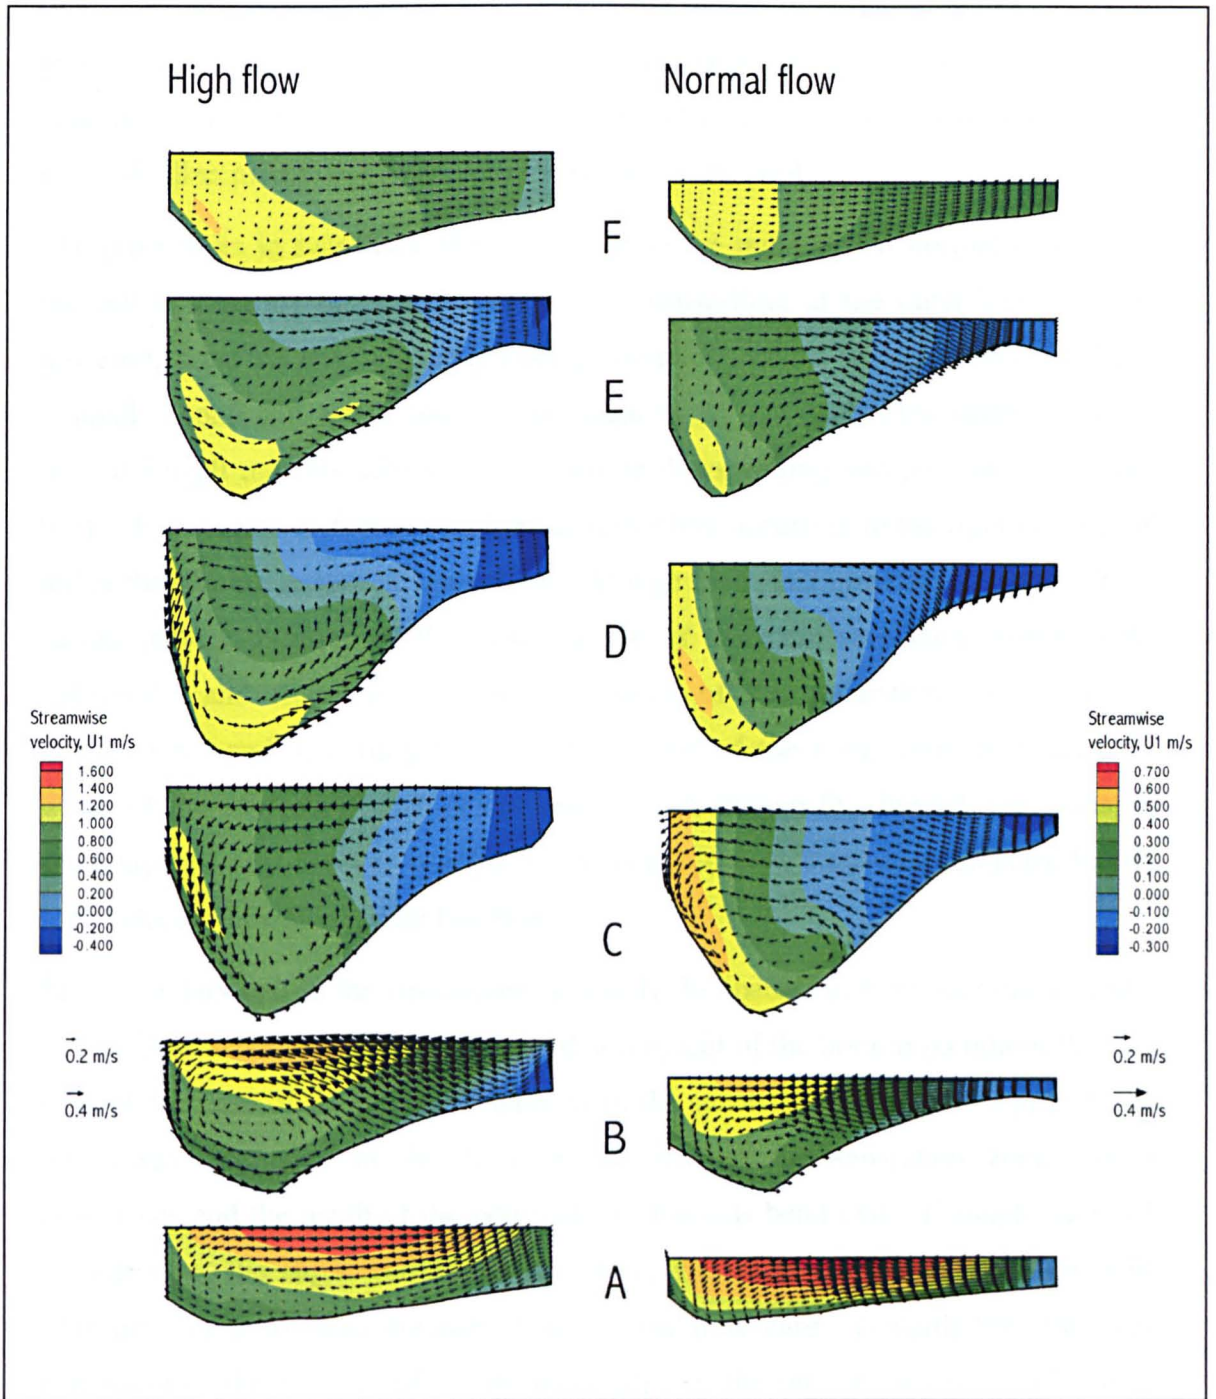 High flow
Normal flow
F
E
D
C
B
A
Streamwise
velocity, U1 m/s
1.600
1.400
1.200
1.000
0.800
0.600
0.400
0.200
0.000
-0.200
-0.400
0.2 m/s
0.4 m/s
Streamwise
velocity, U1 m/s
0.700
0.600
0.500
0.400
0.300
0.200
0.100
0.000
-0.100
-0.200
-0.300
0.2 m/s
0.4 m/s